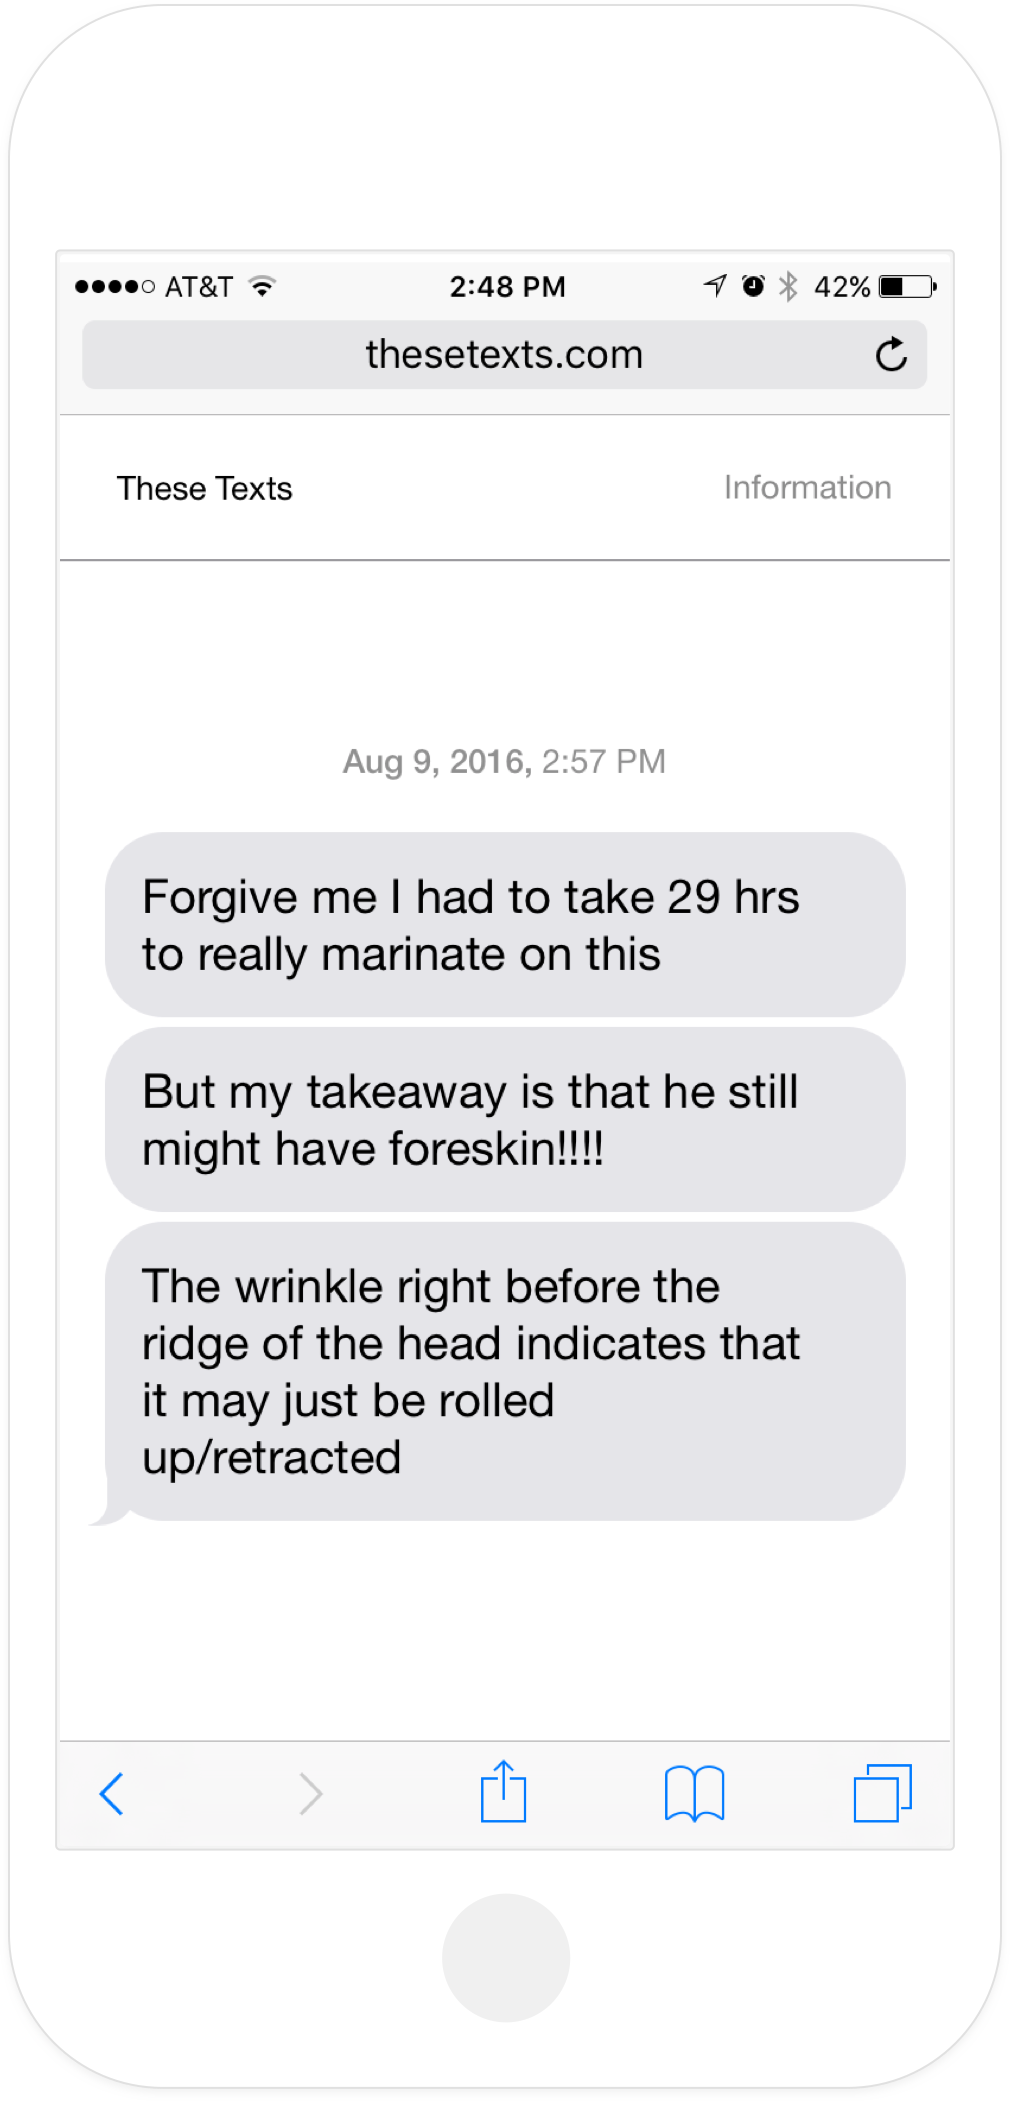 AT&T 2:48 PM 42%
thesetexts.com
These Texts Information
Aug 9, 2016, 2:57 PM
Forgive me I had to take 29 hrs
to really marinate on this
But my takeaway is that he still
might have foreskin!!!!
The wrinkle right before the
ridge of the head indicates that
it may just be rolled
up/retracted